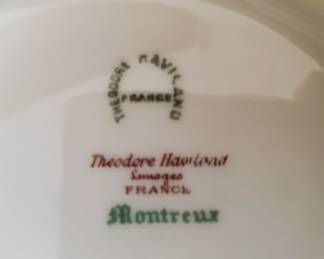 THEODORE HAVILAND
FRANCE
Theodore Haviland
Limoges
FRANCE
Montreux